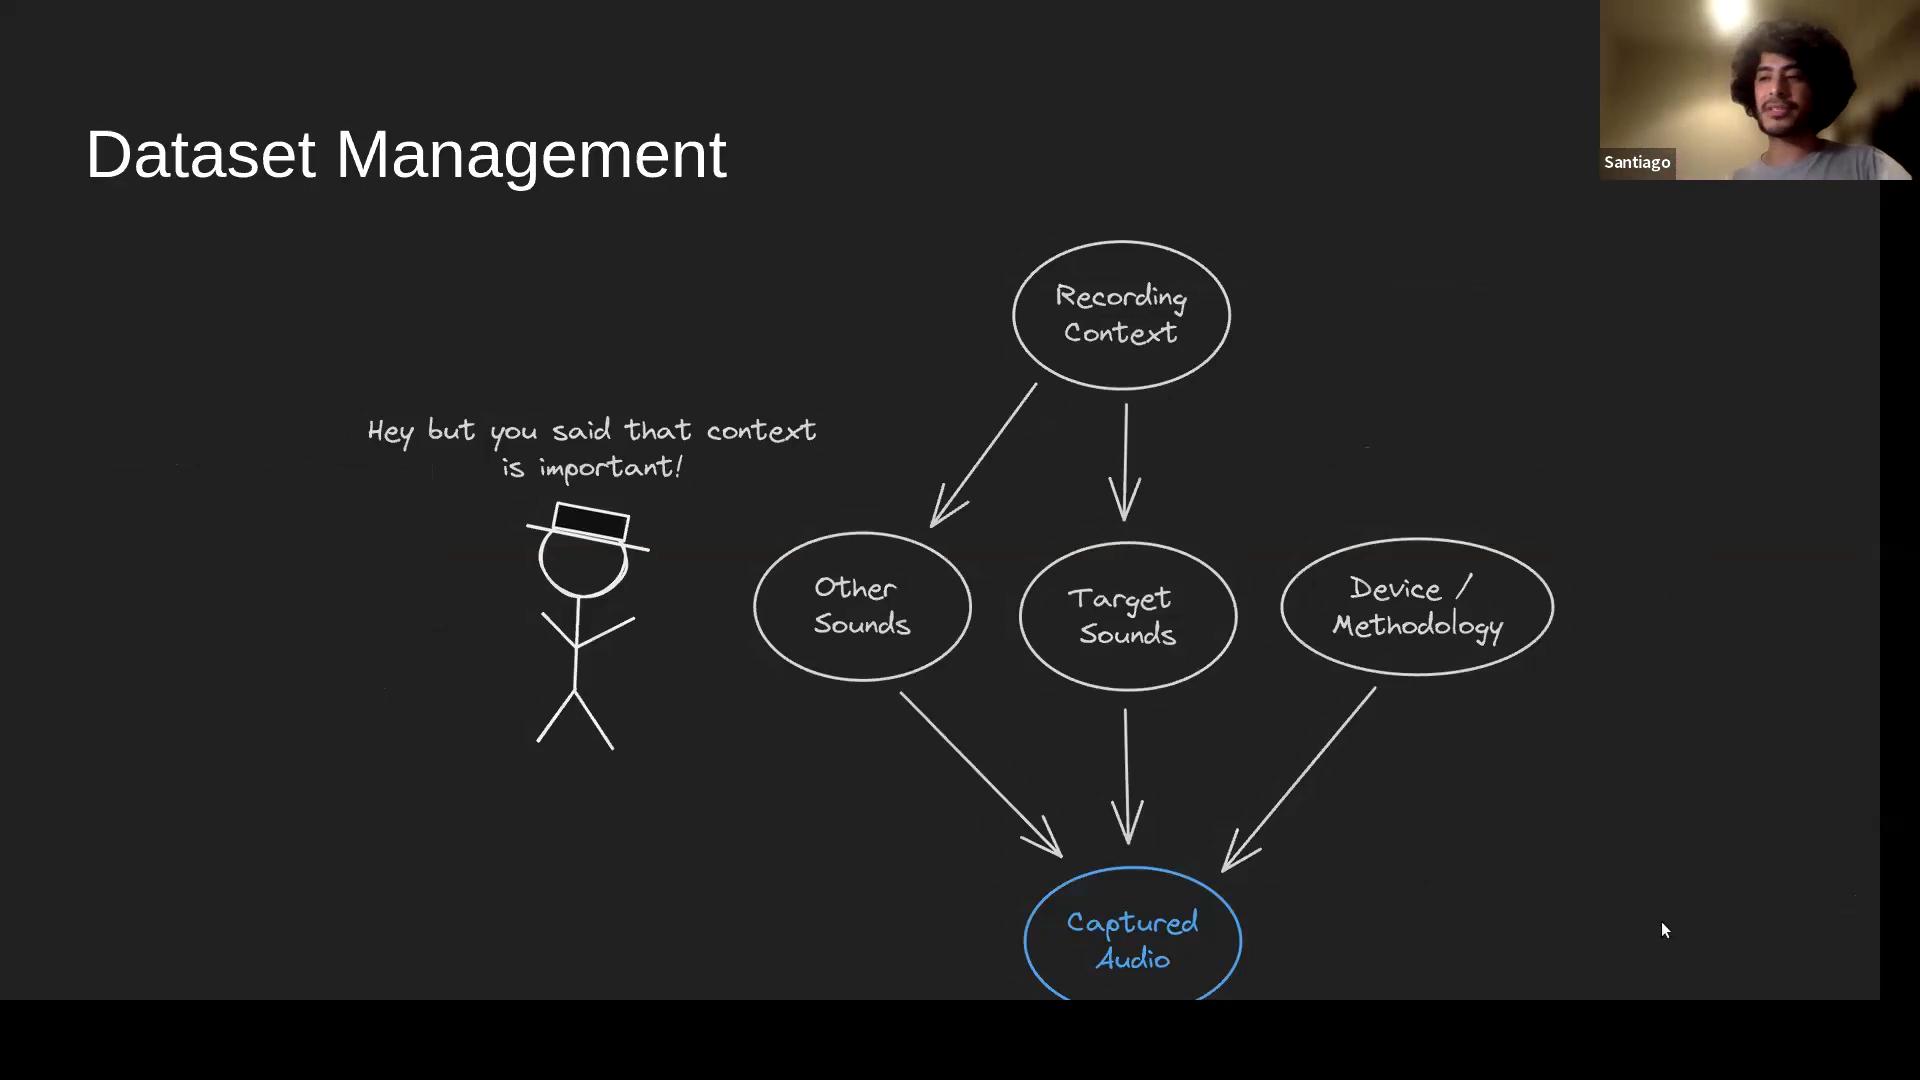 Dataset Management
Santiago
Recording
Context
Hey but you said that context
is important!
Other
Sounds
Target
Sounds
Device /
Methodology
Captured
Audio